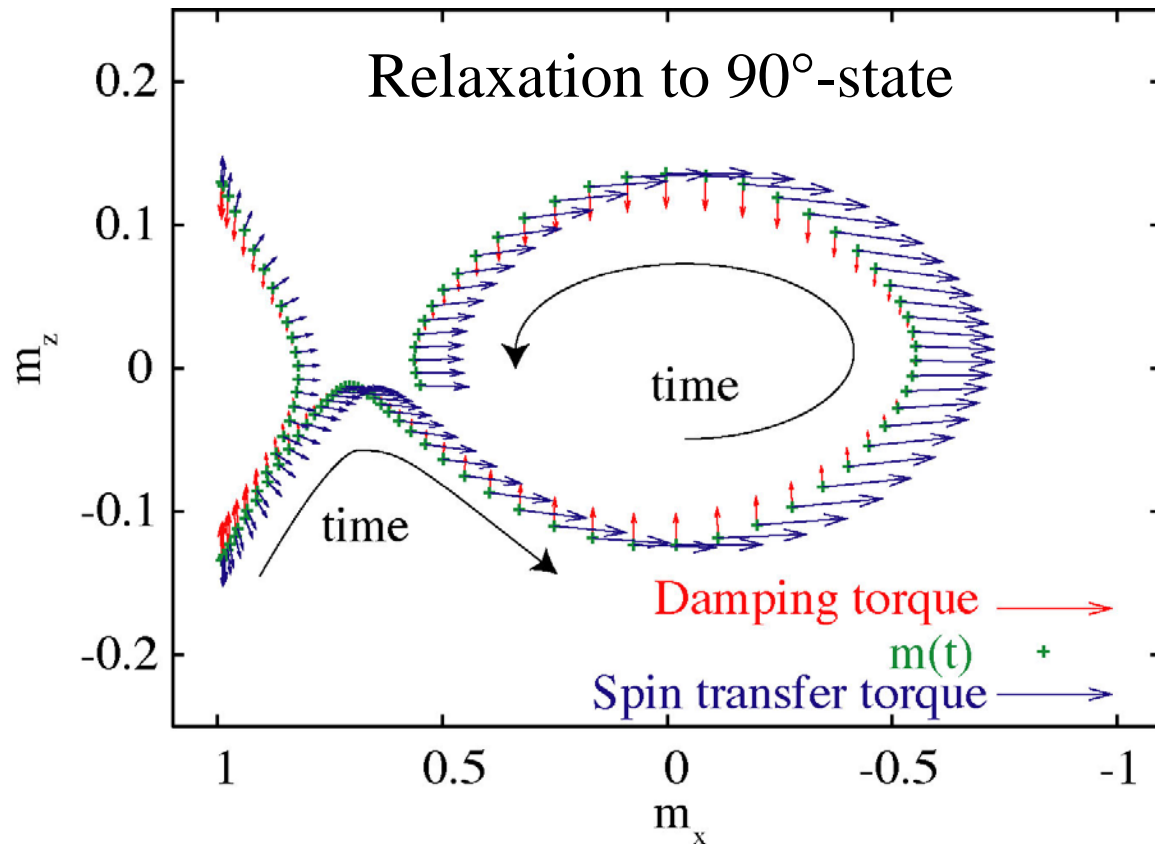 Relaxation to 90°-state
0.2
0.1
0
-0.1
-0.2
m_z
time
time
Damping torque
m(t)
Spin transfer torque
1 0.5 0 -0.5 -1
m_x